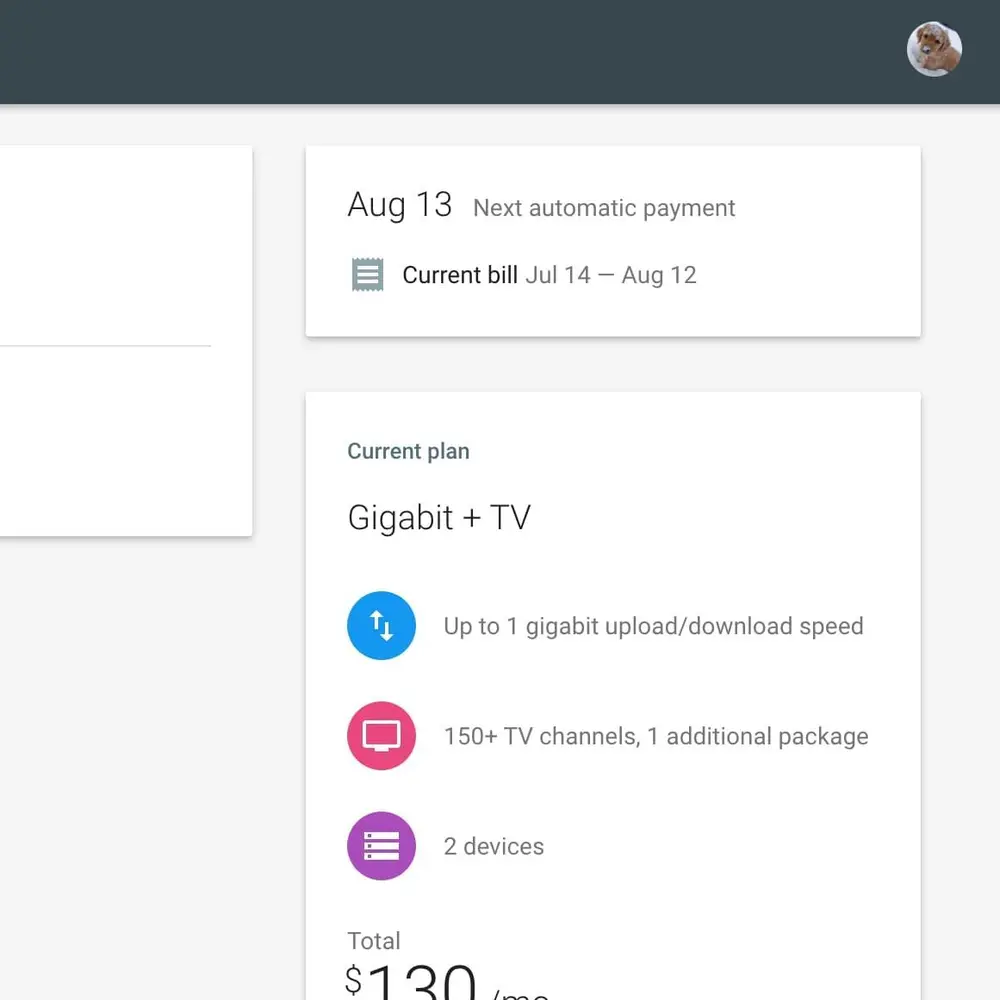 Aug 13 Next automatic payment
Current bill Jul 14 — Aug 12
Current plan
Gigabit + TV
Up to 1 gigabit upload/download speed
150+ TV channels, 1 additional package
2 devices
Total
$130 /mo